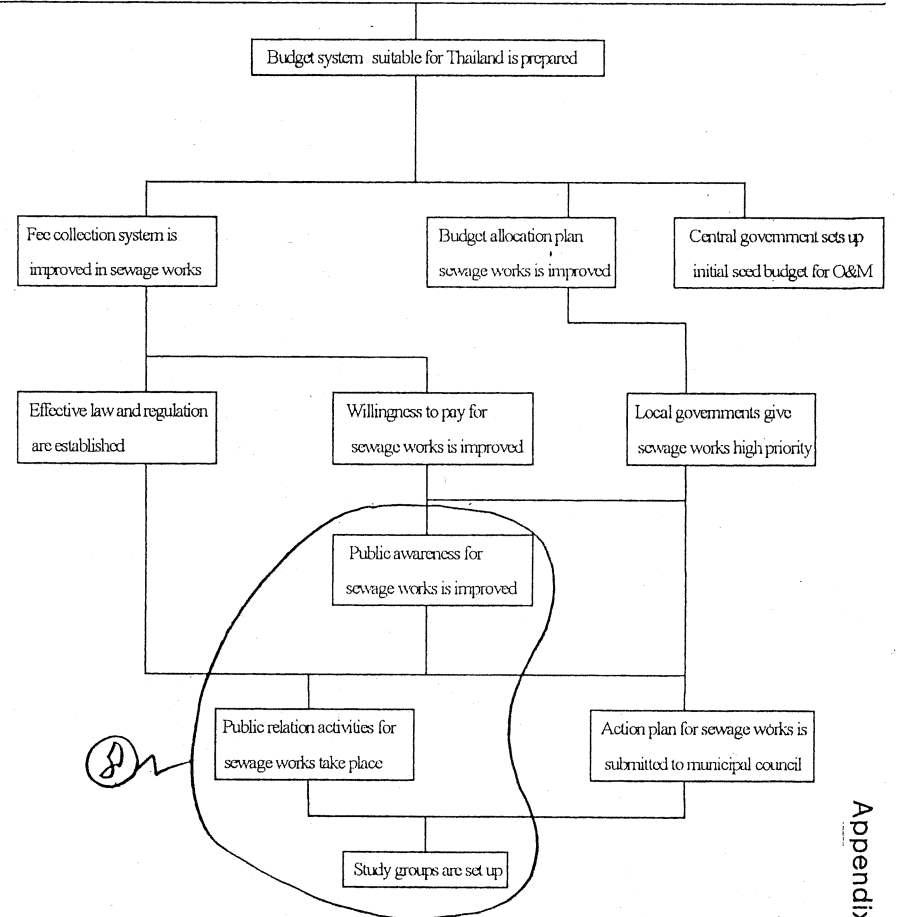 Budget system suitable for Thailand is prepared
Fee collection system is
improved in sewage works
Budget allocation plan
sewage works is improved
Central government sets up
initial seed budget for O&M
Effective law and regulation
are established
Willingness to pay for
sewage works is improved
Local governments give
sewage works high priority
Public awareness for
sewage works is improved
Public relation activities for
sewage works take place
Action plan for sewage works is
submitted to municipal council
Study groups are set up
Appendix